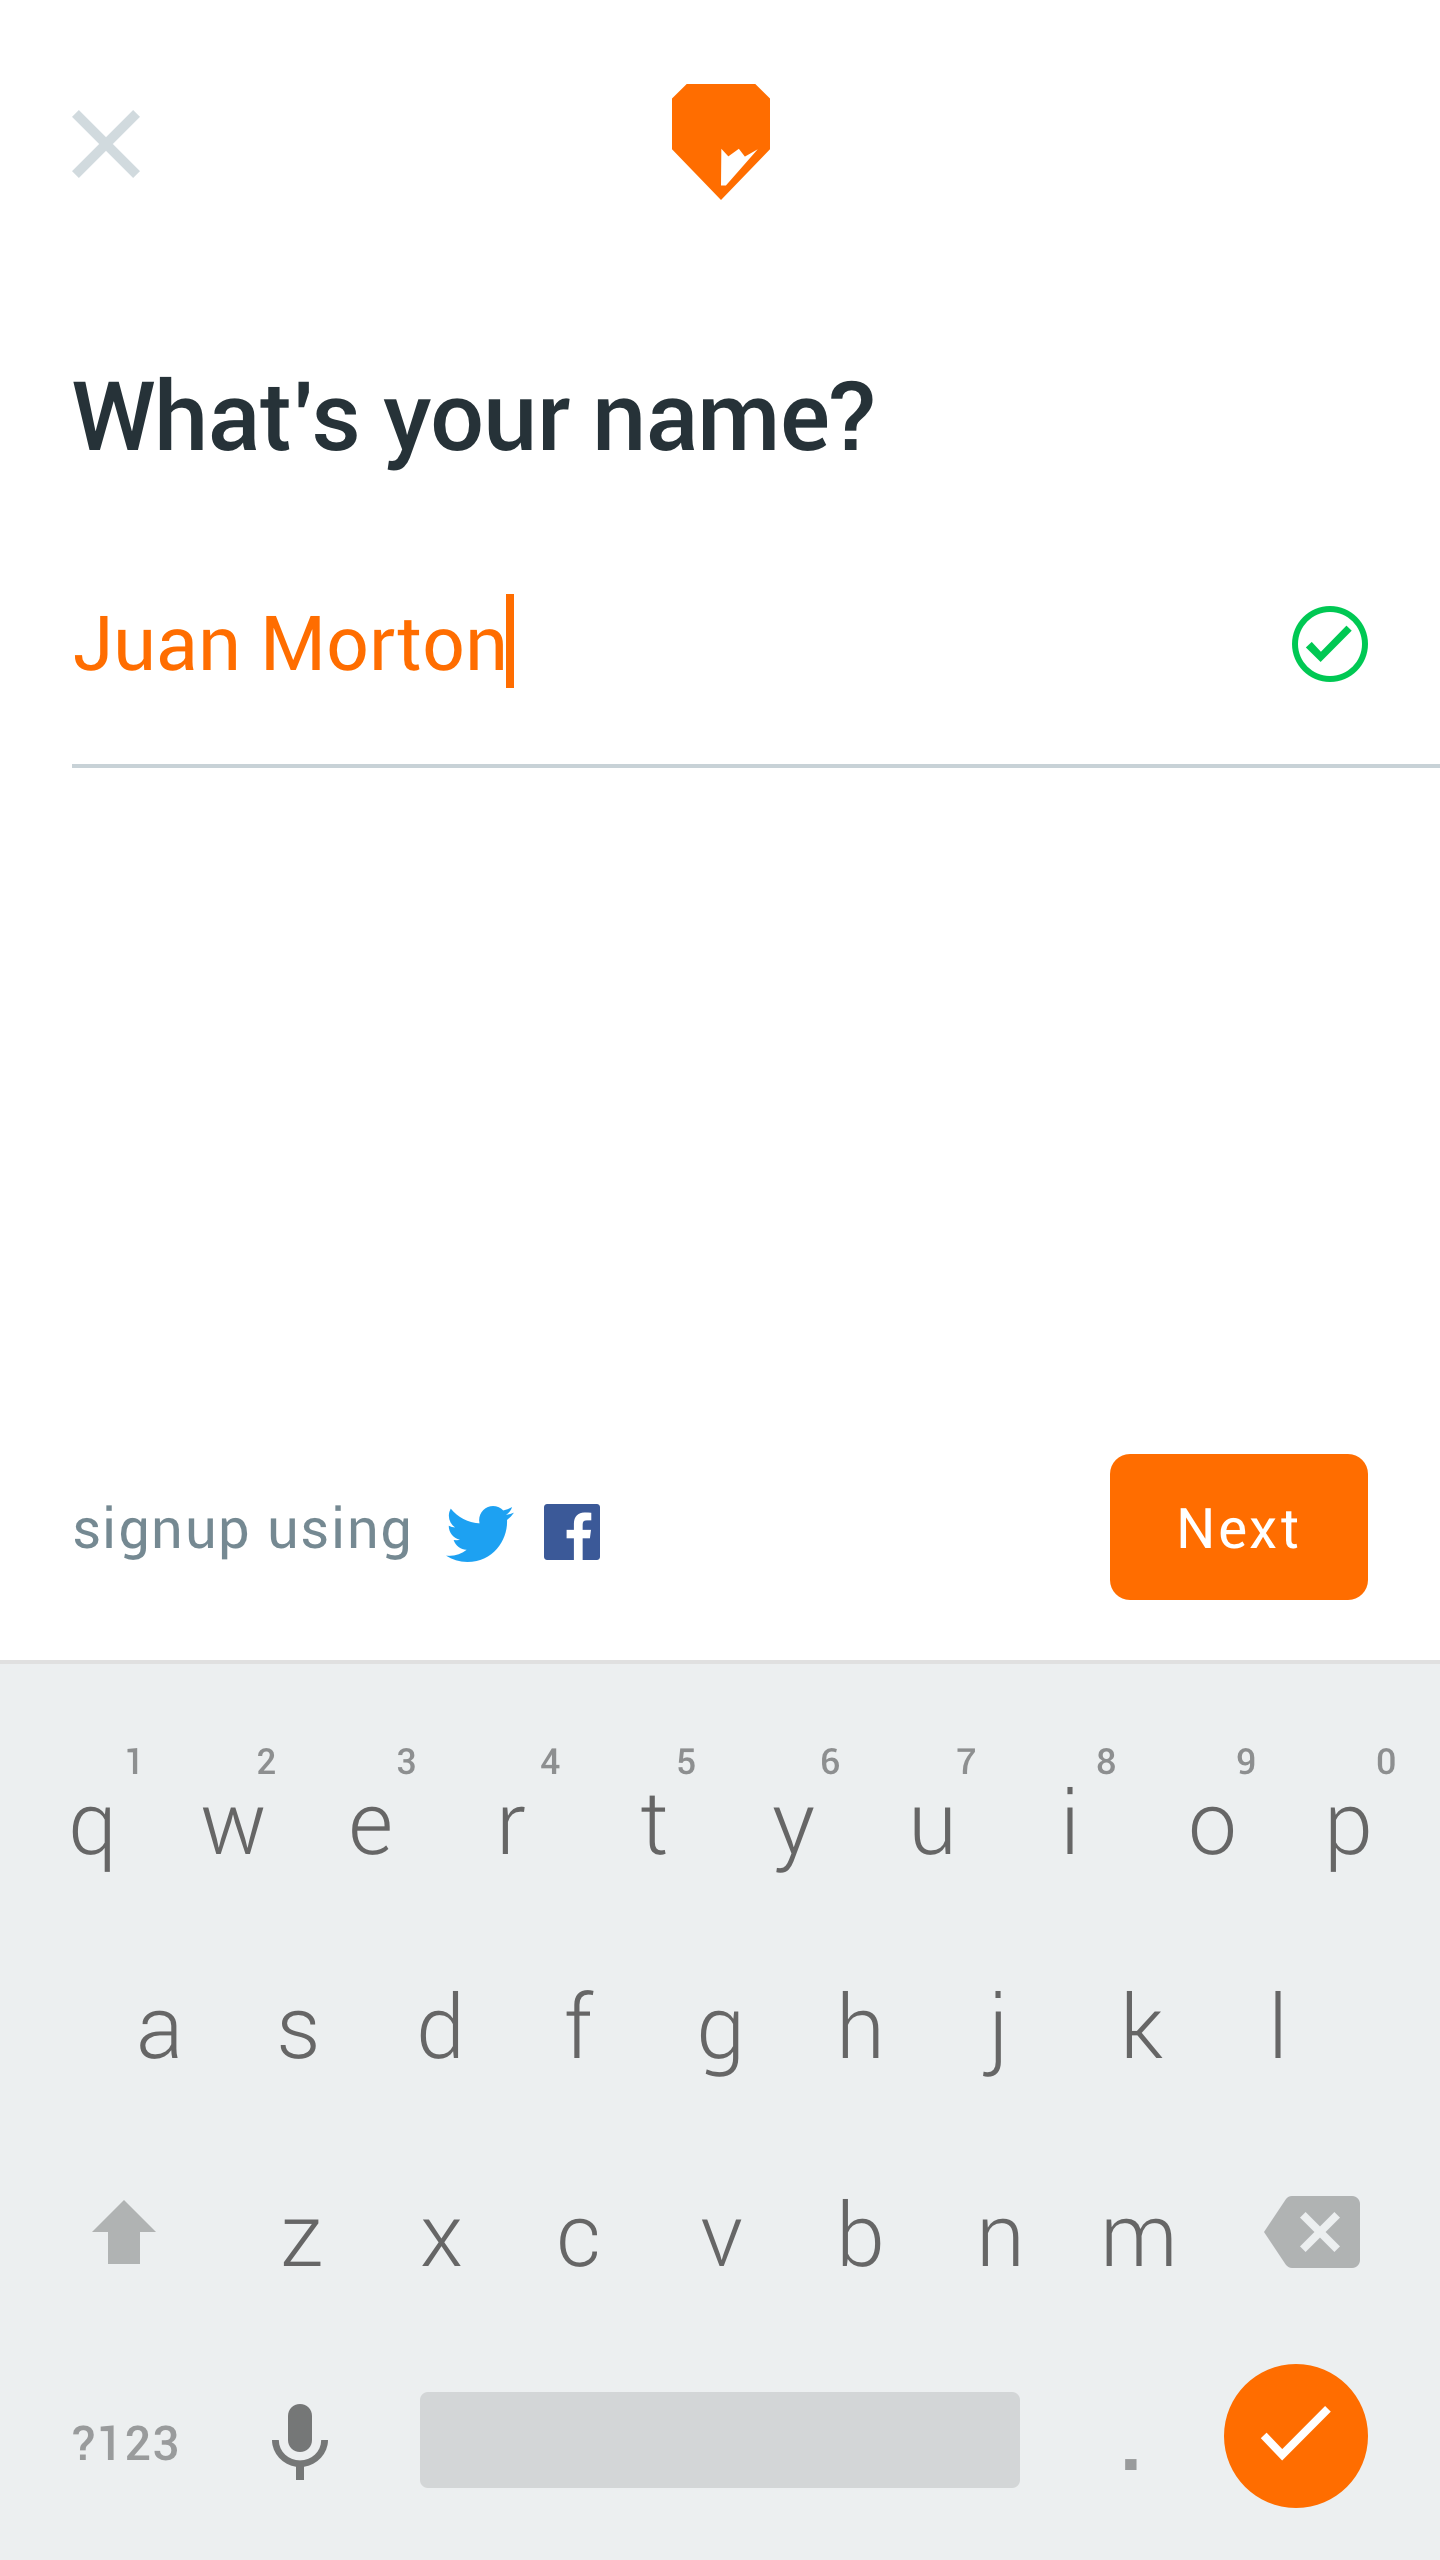 What's your name?
Juan Morton
signup using
Next
1 2 3 4 5 6 7 8 9 0
q w e r t y u i o p
a s d f g h j k l
z x c v b n m
?123 .